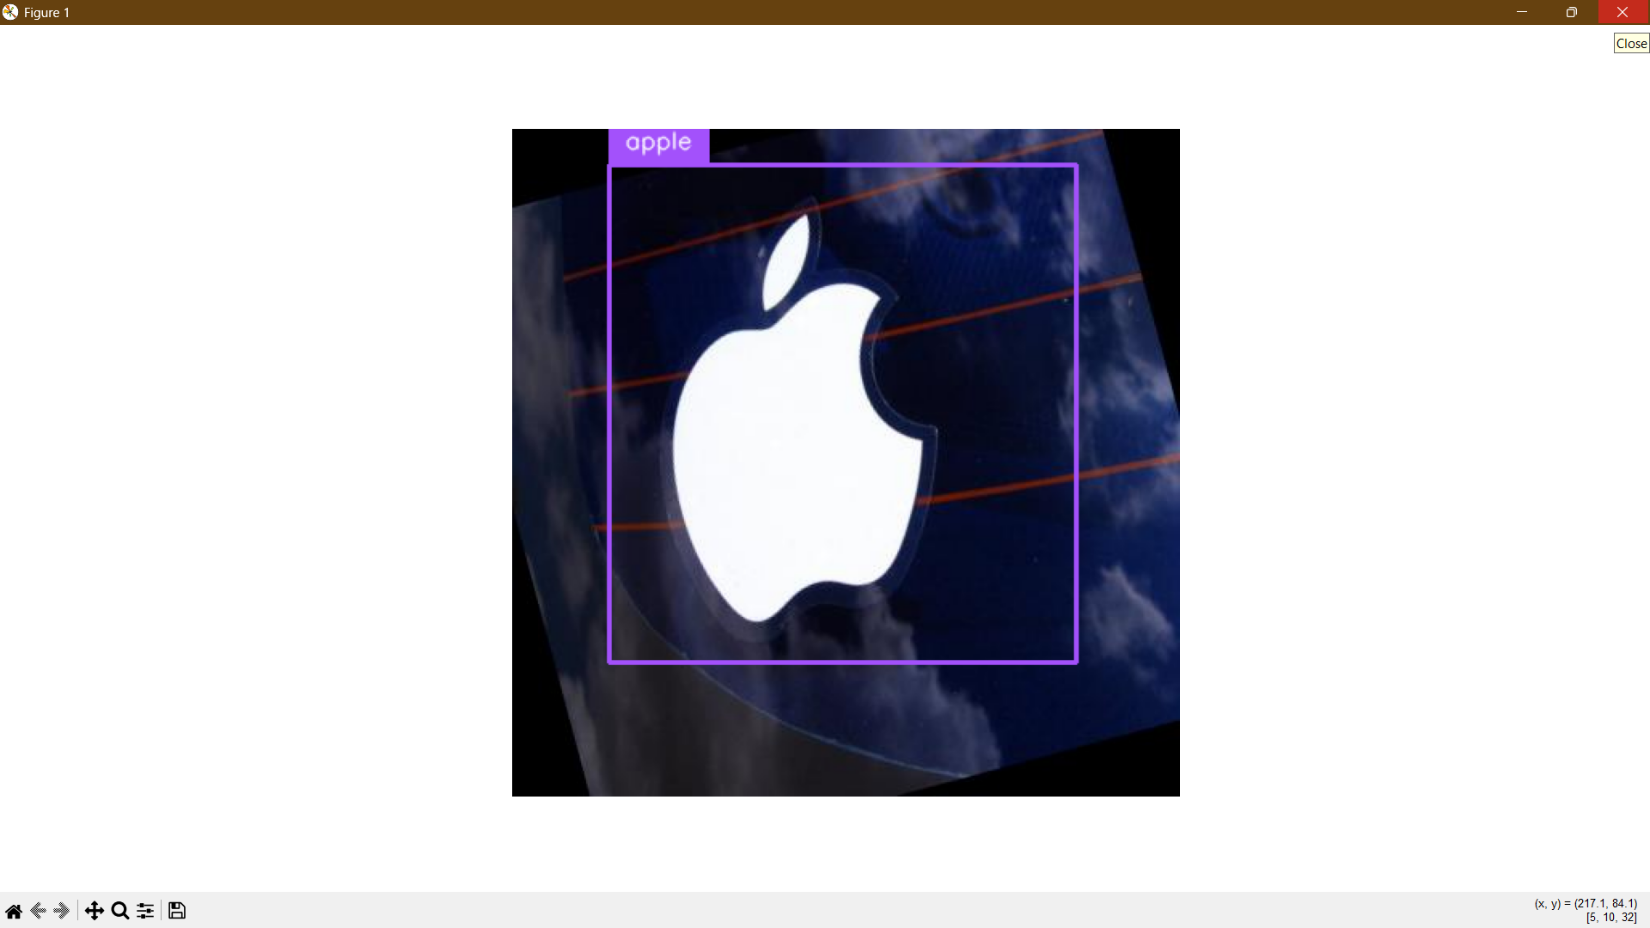 Figure 1
Close
apple
(x, y) = (217.1, 84.1)
[5, 10, 32]